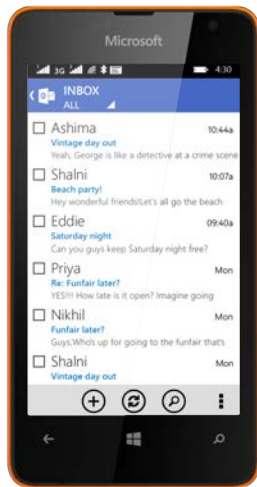 Microsoft
3G 4:30
INBOX
ALL
Ashima 10:44a
Vintage day out
Yeah, George is like a detective at a crime scene
Shalni 10:07a
Beach party!
Hey wonderful friends!Let's all go the beach
Eddie 09:40a
Saturday night
Can you guys keep Saturday night free?
Priya Mon
Re: Funfair later?
YES!!! How late is it open? Imagine going
Nikhil Mon
Funfair later?
Guys,Who's up for going to the funfair that's
Shalni Mon
Vintage day out